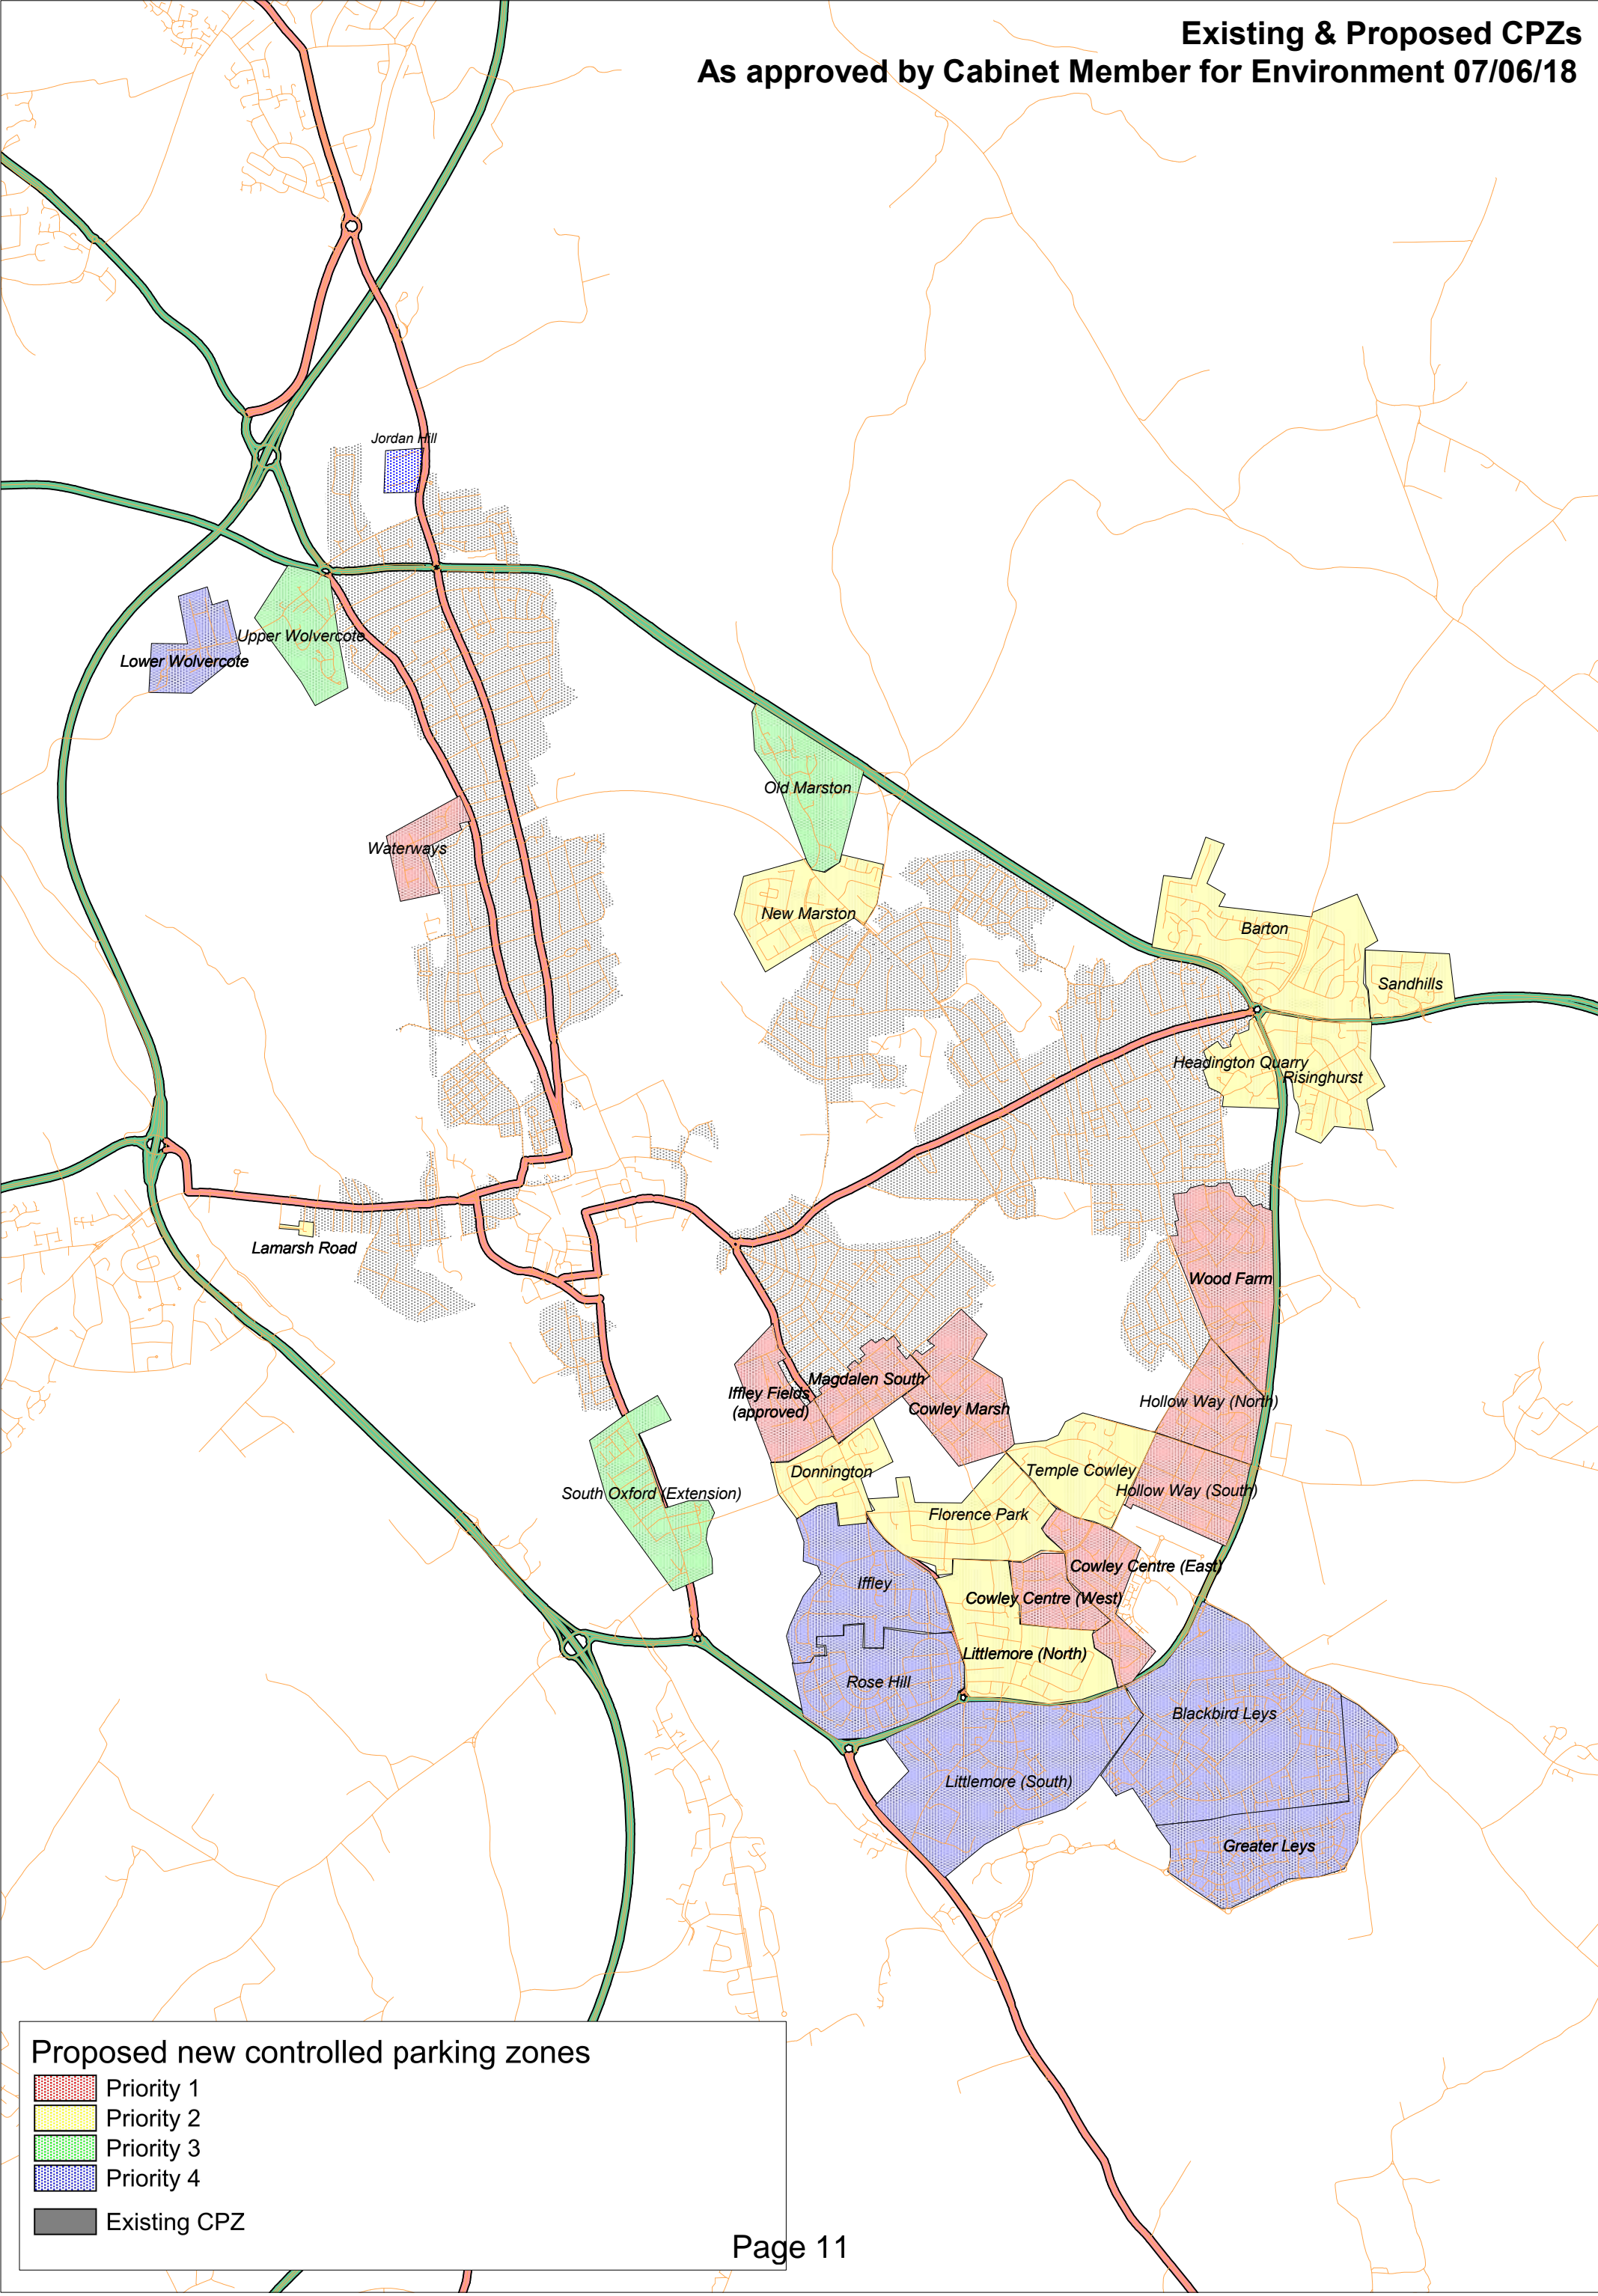 Existing & Proposed CPZs
As approved by Cabinet Member for Environment 07/06/18
Jordan Hill
Upper Wolvercote
Lower Wolvercote
Old Marston
Waterways
New Marston
Barton
Sandhills
Headington Quarry
Risinghurst
Lamarsh Road
Wood Farm
Iffley Fields
(approved)
Magdalen South
Cowley Marsh
Hollow Way (North)
Donnington
Temple Cowley
South Oxford (Extension)
Hollow Way (South)
Florence Park
Cowley Centre (East)
Iffley
Cowley Centre (West)
Littlemore (North)
Rose Hill
Blackbird Leys
Littlemore (South)
Greater Leys
Proposed new controlled parking zones
Priority 1
Priority 2
Priority 3
Priority 4
Existing CPZ
Page 11